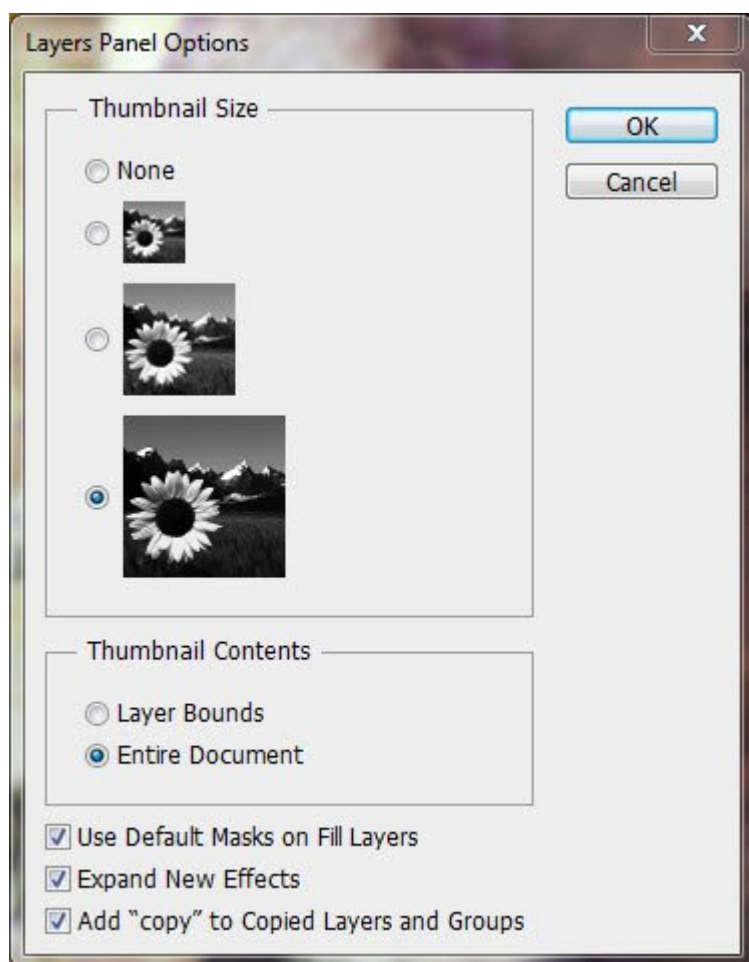 Layers Panel Options
Thumbnail Size
OK
None
Cancel
Thumbnail Contents
Layer Bounds
Entire Document
Use Default Masks on Fill Layers
Expand New Effects
Add “copy” to Copied Layers and Groups